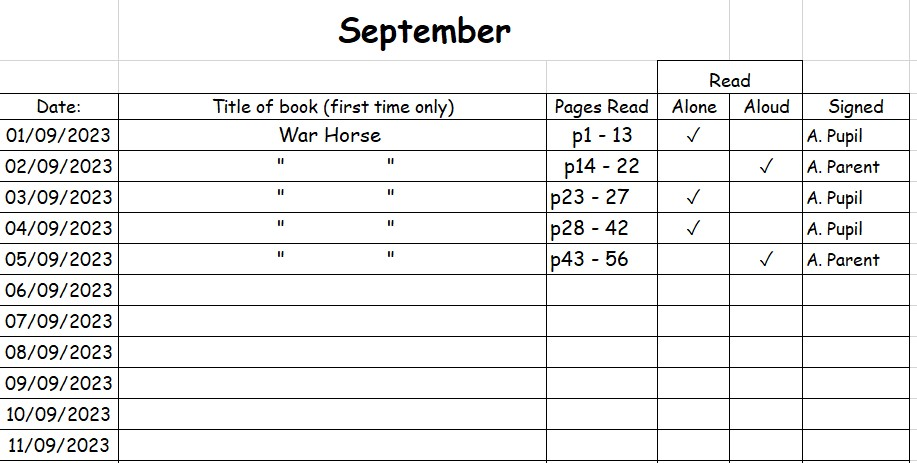 September
Read
Date: Title of book (first time only) Pages Read Alone Aloud Signed
01/09/2023 War Horse p1 - 13 ✓ A. Pupil
02/09/2023 " " p14 - 22 ✓ A. Parent
03/09/2023 " " p23 - 27 ✓ A. Pupil
04/09/2023 " " p28 - 42 ✓ A. Pupil
05/09/2023 " " p43 - 56 ✓ A. Parent
06/09/2023
07/09/2023
08/09/2023
09/09/2023
10/09/2023
11/09/2023